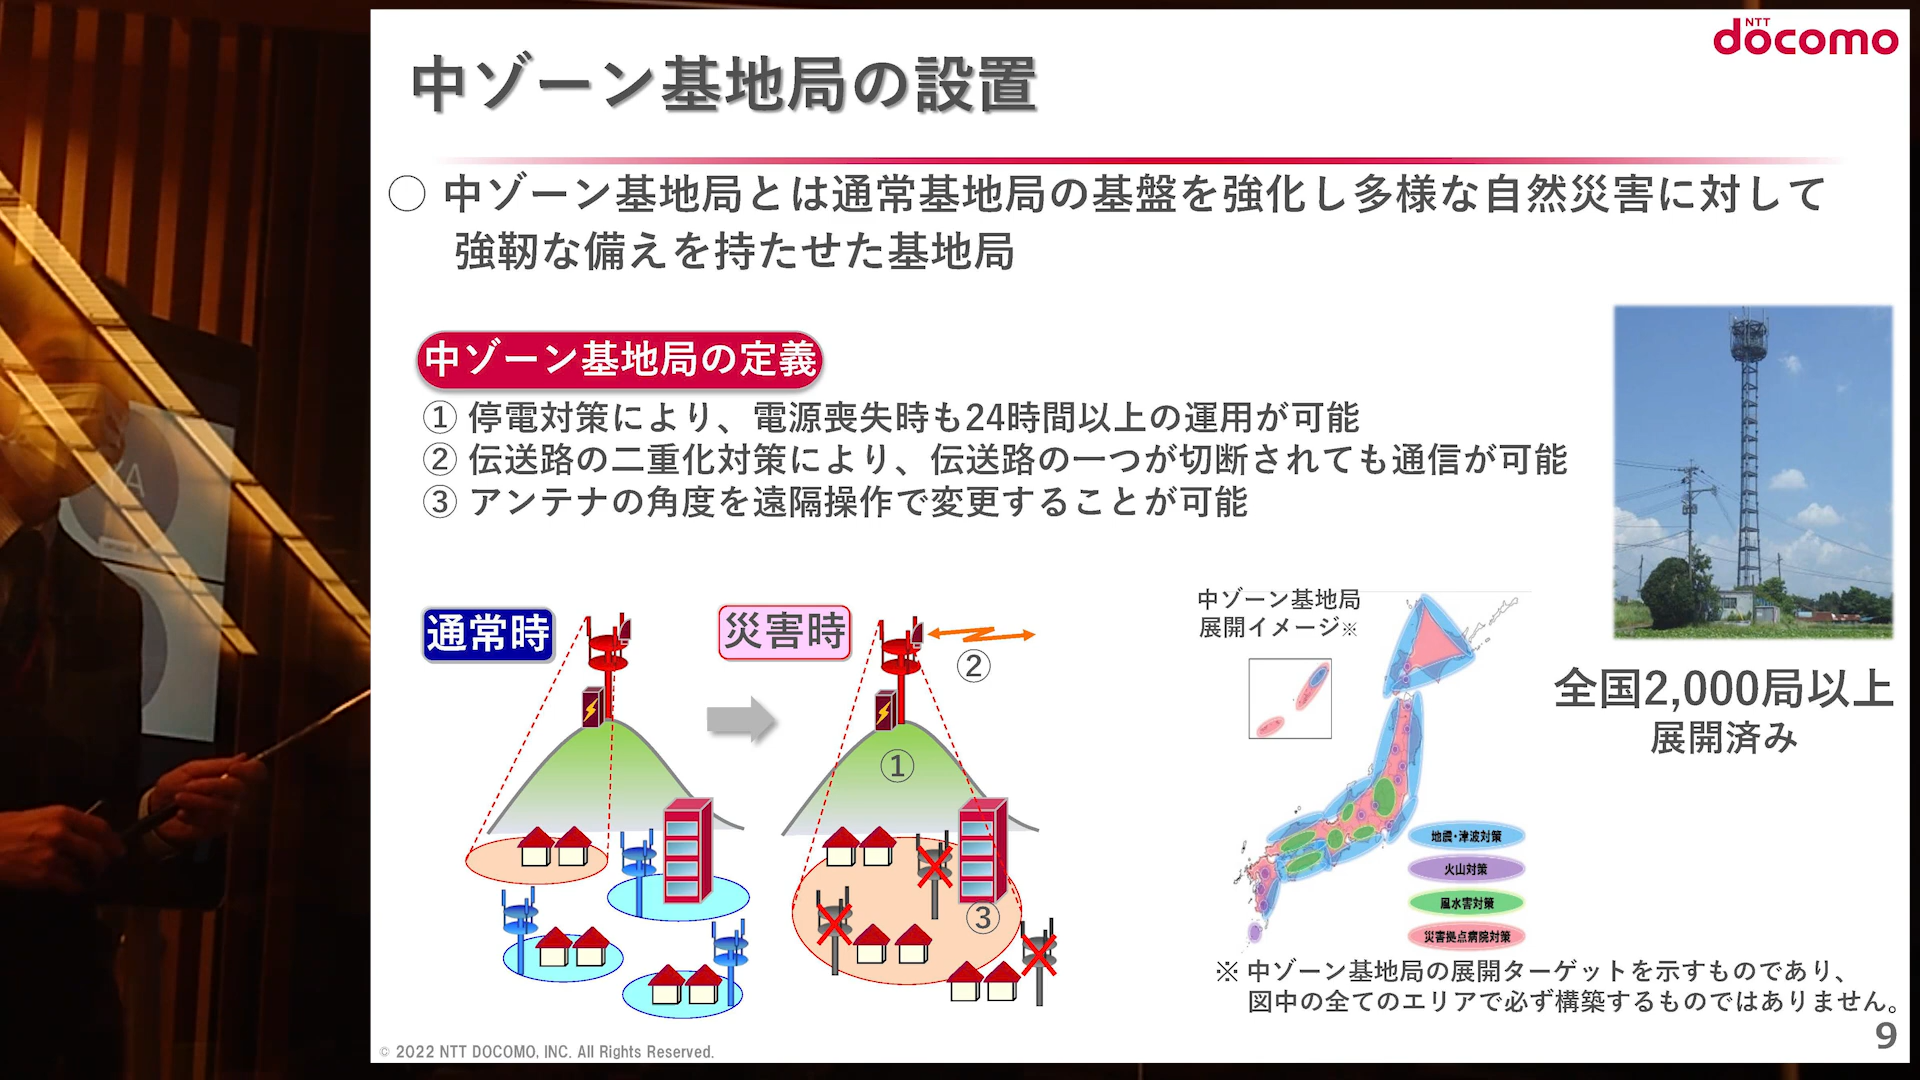 NTT
docomo
中ゾーン基地局の設置
○ 中ゾーン基地局とは通常基地局の基盤を強化し多様な自然災害に対して
強靭な備えを持たせた基地局
中ゾーン基地局の定義
① 停電対策により、電源喪失時も24時間以上の運用が可能
② 伝送路の二重化対策により、伝送路の一つが切断されても通信が可能
③ アンテナの角度を遠隔操作で変更することが可能
通常時
災害時
②
①
③
中ゾーン基地局
展開イメージ※
全国2,000局以上
展開済み
地震・津波対策
火山対策
風水害対策
災害拠点病院対策
※ 中ゾーン基地局の展開ターゲットを示すものであり、
図中の全てのエリアで必ず構築するものではありません。
9
© 2022 NTT DOCOMO, INC. All Rights Reserved.